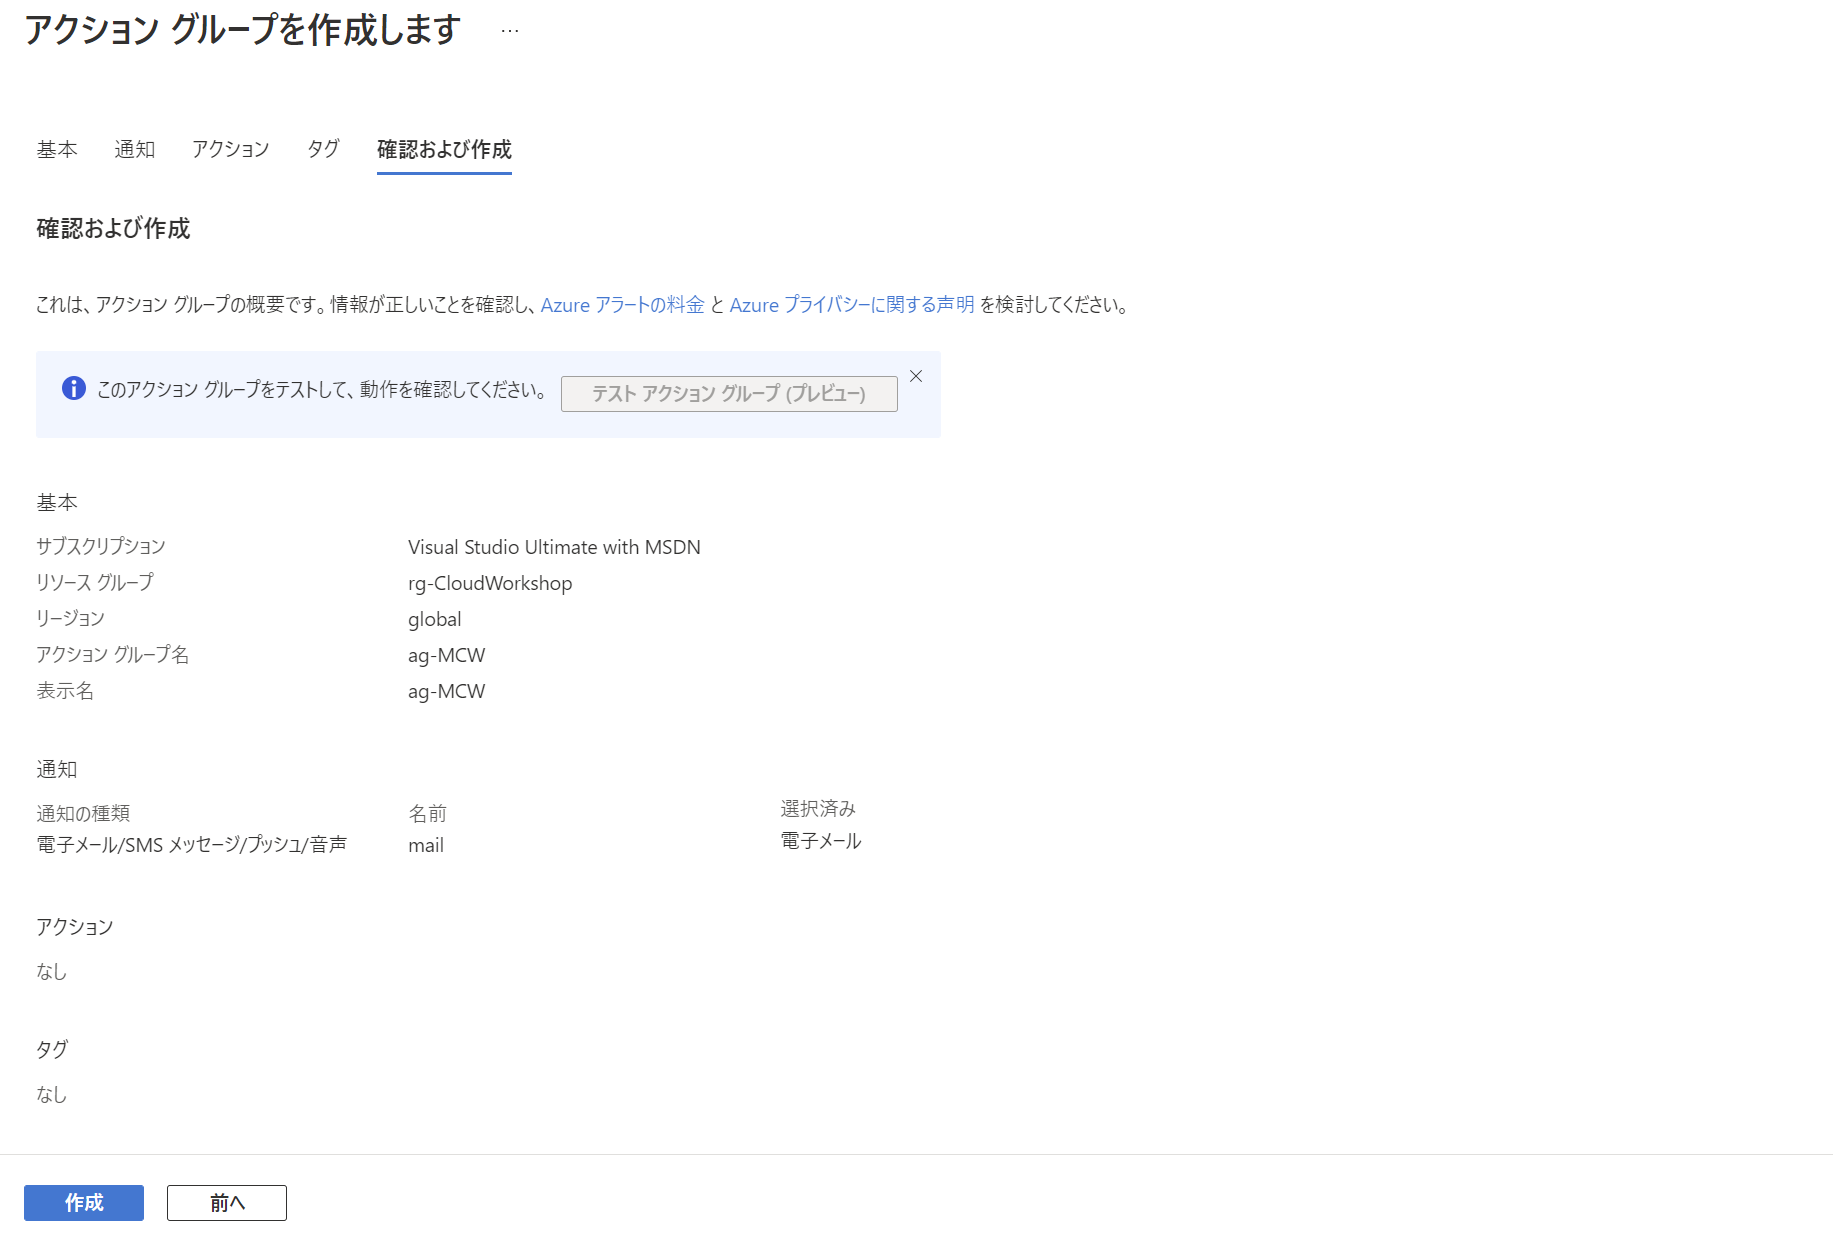 アクション グループを作成します …
基本 通知 アクション タグ 確認および作成
確認および作成
これは、アクション グループの概要です。情報が正しいことを確認し、Azure アラートの料金 と Azure プライバシーに関する声明 を検討してください。
このアクション グループをテストして、動作を確認してください。 テスト アクション グループ (プレビュー)
基本
サブスクリプション Visual Studio Ultimate with MSDN
リソース グループ rg-CloudWorkshop
リージョン global
アクション グループ名 ag-MCW
表示名 ag-MCW
通知
通知の種類 名前 選択済み
電子メール/SMS メッセージ/プッシュ/音声 mail 電子メール
アクション
なし
タグ
なし
作成 前へ